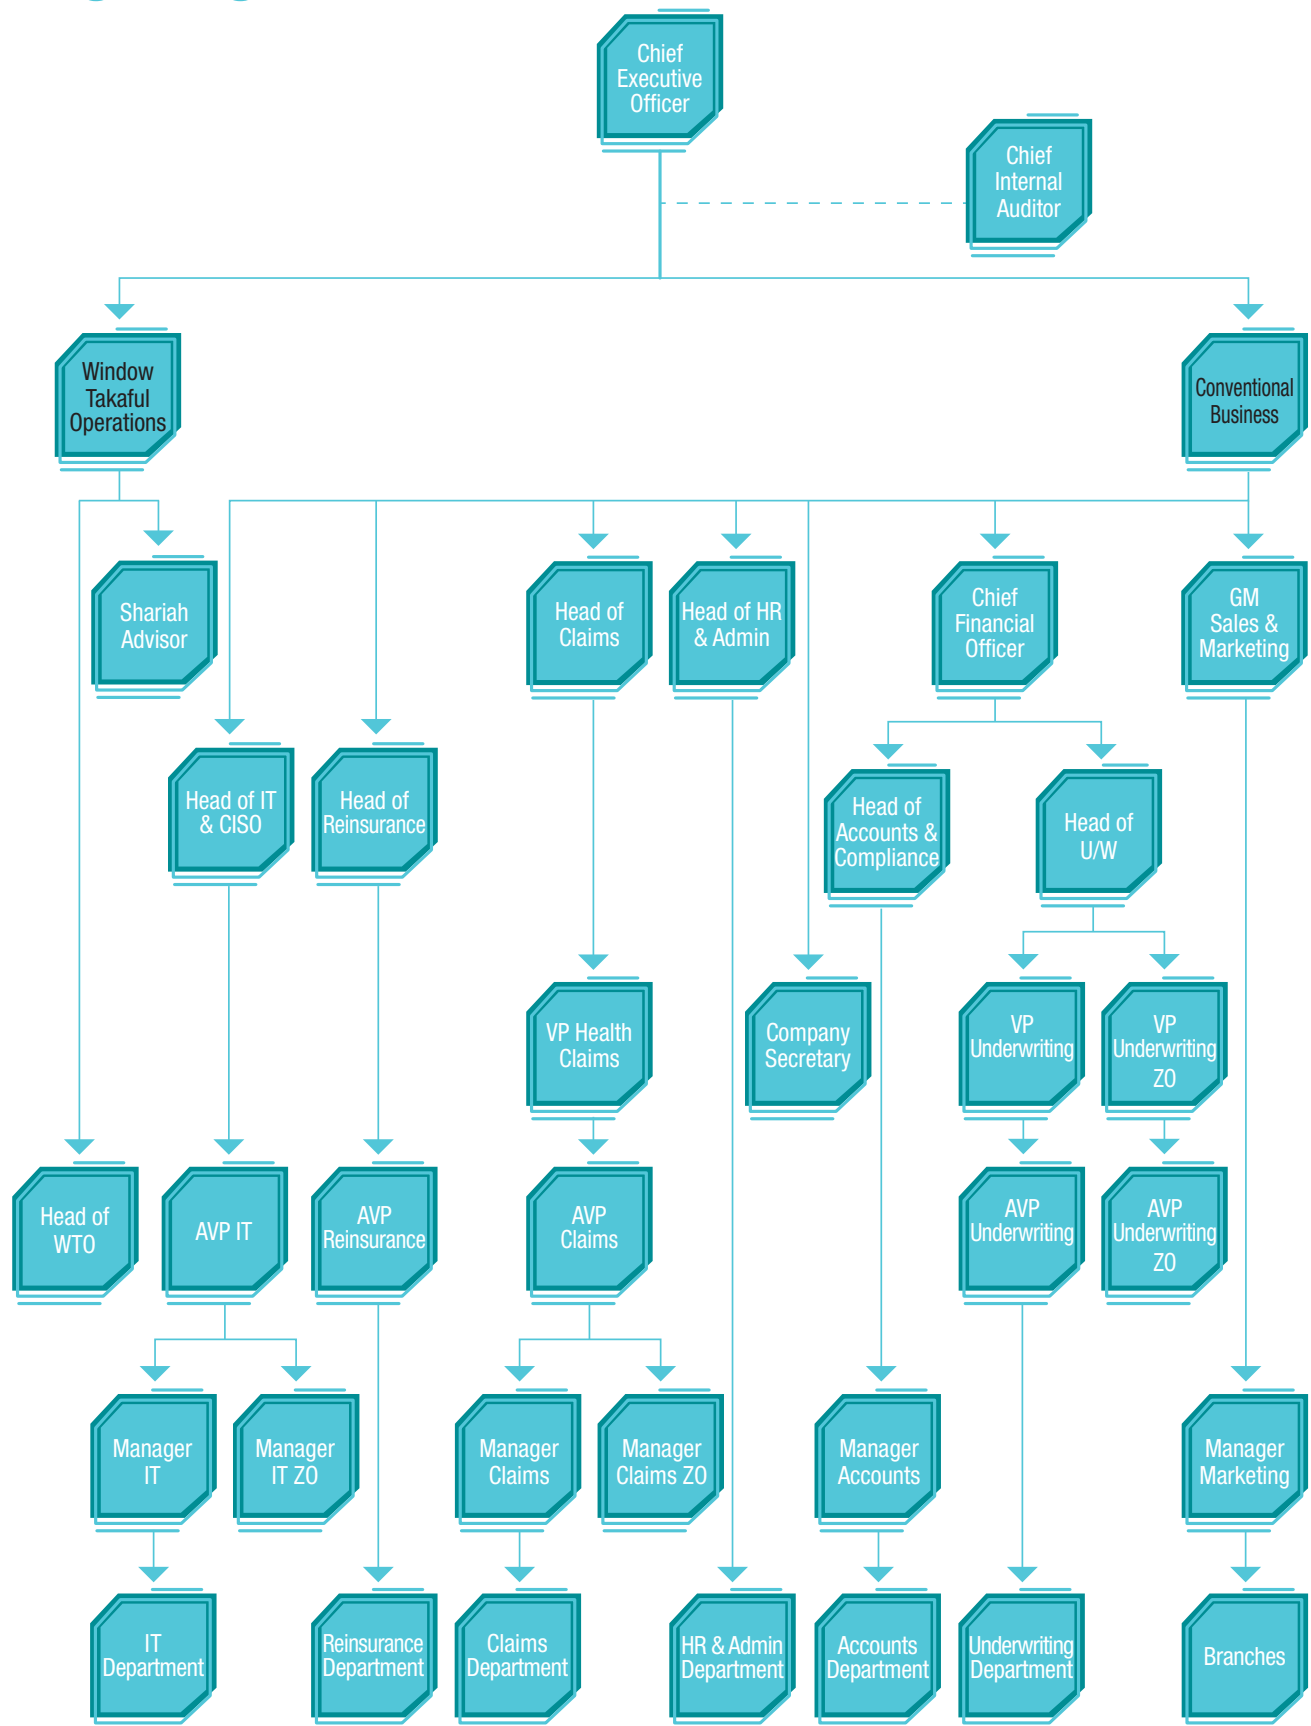 Chief
Executive
Officer
Chief
Internal
Auditor
Window
Takaful
Operations
Conventional
Business
Shariah
Advisor
Head of
Claims
Head of HR
& Admin
Chief
Financial
Officer
GM
Sales &
Marketing
Head of IT
& CISO
Head of
Reinsurance
Head of
Accounts &
Compliance
Head of
U/W
VP Health
Claims
Company
Secretary
VP
Underwriting
VP
Underwriting
ZO
Head of
WTO
AVP IT
AVP
Reinsurance
AVP
Claims
AVP
Underwriting
AVP
Underwriting
ZO
Manager
IT
Manager
IT ZO
Manager
Claims
Manager
Claims ZO
Manager
Accounts
Manager
Marketing
IT
Department
Reinsurance
Department
Claims
Department
HR & Admin
Department
Accounts
Department
Underwriting
Department
Branches